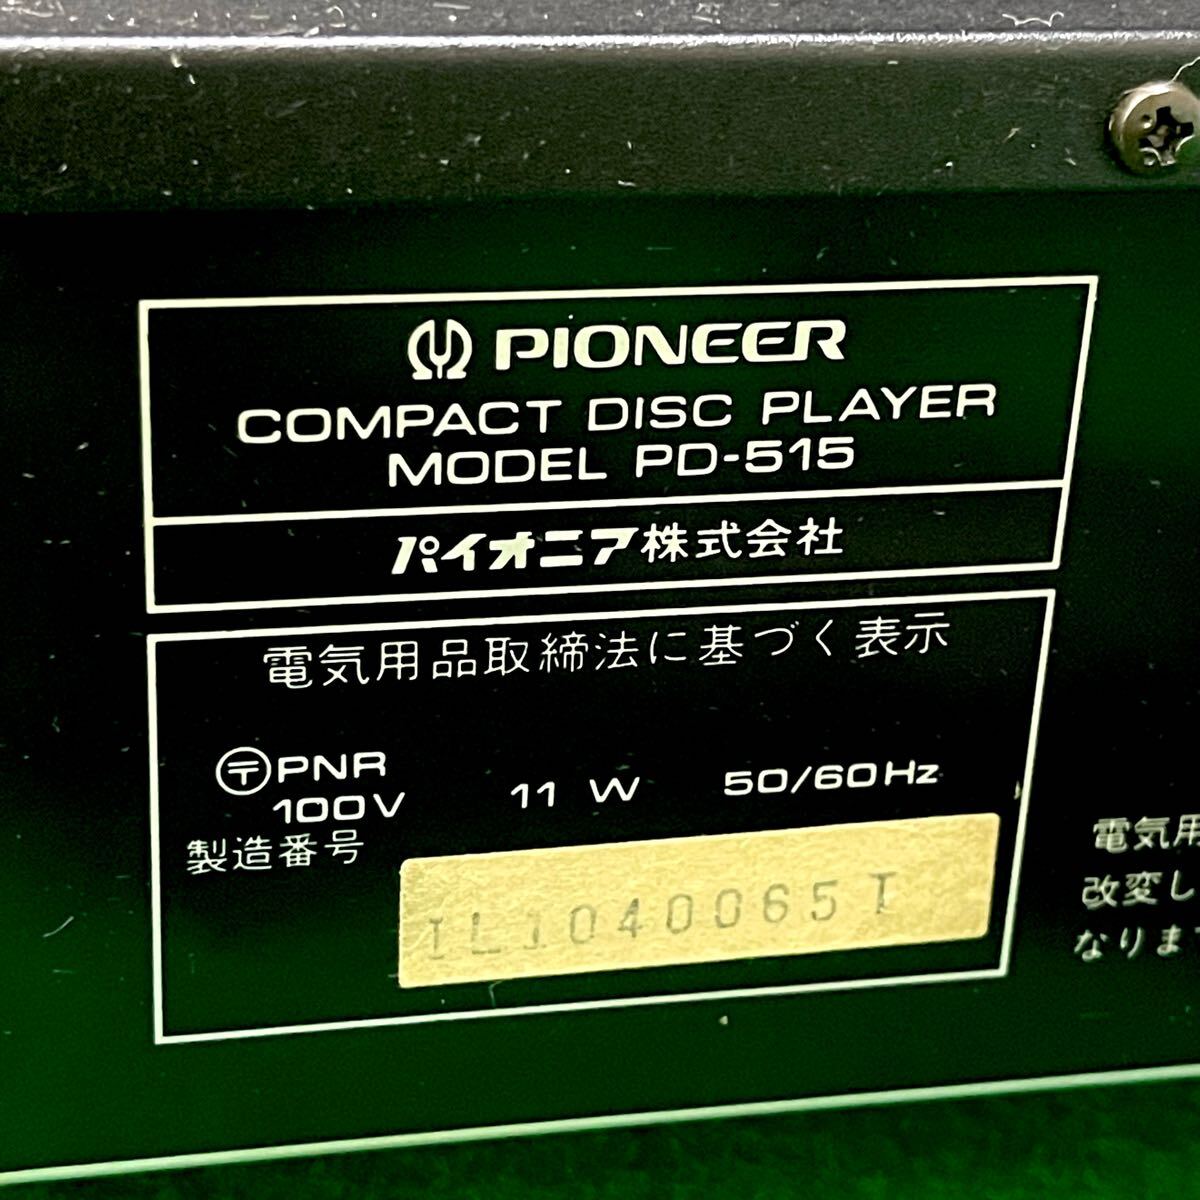 PIONEER
COMPACT DISC PLAYER
MODEL PD-515
パイオニア株式会社
電気用品取締法に基づく表示
〒PNR
100V 11 W 50/60Hz
製造番号
IL1040065T
電気用
改変し
なりま